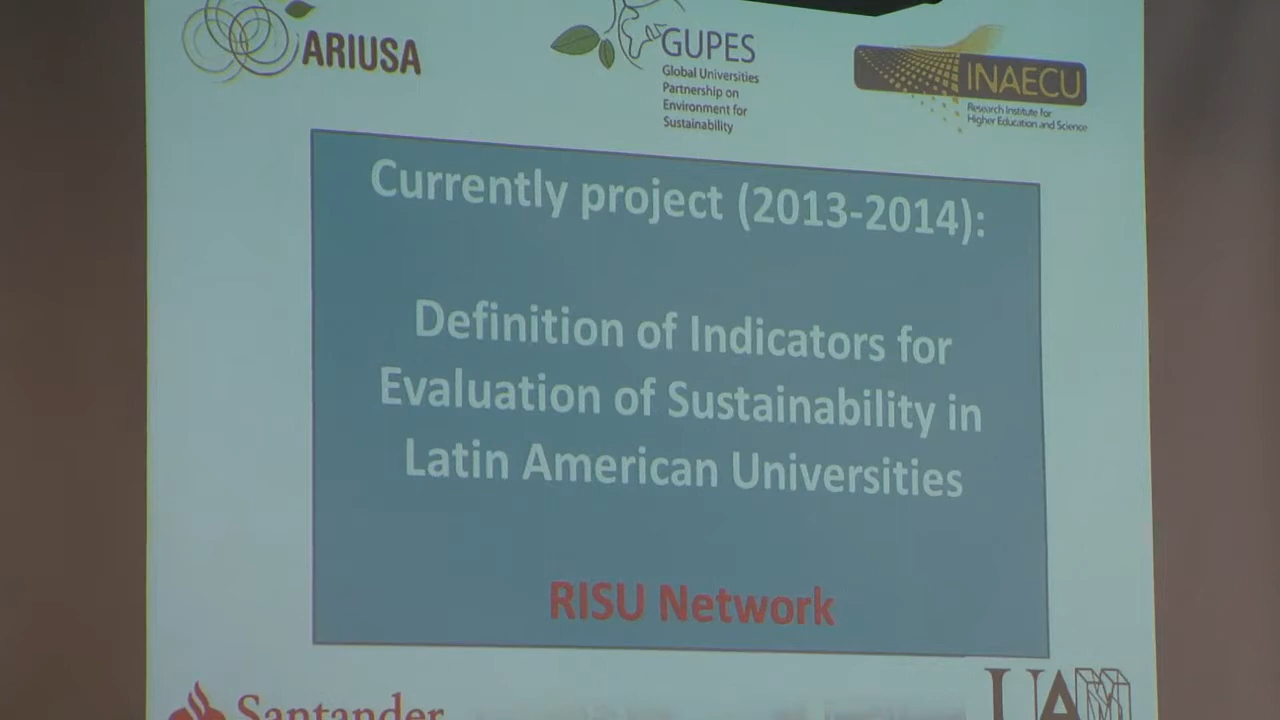 ARIUSA
GUPES
Global Universities
Partnership on
Environment for
Sustainability
INAECU
Research Institute for
Higher Education and Science
Currently project (2013-2014):
Definition of Indicators for
Evaluation of Sustainability in
Latin American Universities
RISU Network
Santander
UAM